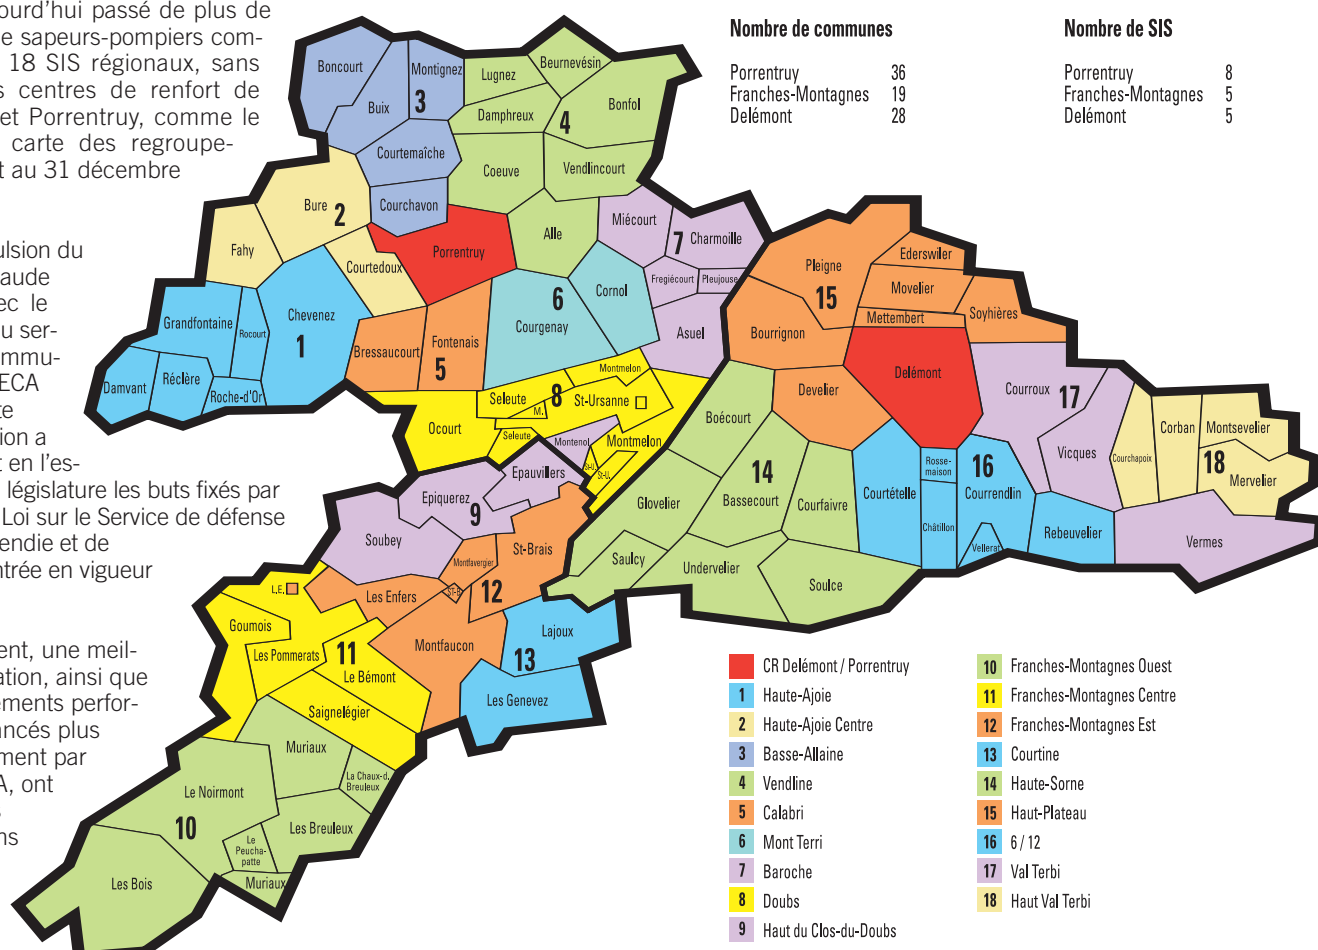 ourd'hui passé de plus de
e sapeurs-pompiers com-
18 SIS régionaux, sans
s centres de renfort de
et Porrentruy, comme le
carte des regroupe-
t au 31 décembre
ulsion du
aude
ec le
u ser-
ommu-
ECA
te
ion a
t en l'es-
législature les buts fixés par
Loi sur le Service de défense
endie et de
ntrée en vigueur
ent, une meil-
ation, ainsi que
ements perfor-
ancés plus
ement par
A, ont
ns
Nombre de communes
Porrentruy 36
Franches-Montagnes 19
Delémont 28
Nombre de SIS
Porrentruy 8
Franches-Montagnes 5
Delémont 5
Boncourt
Montignez
Buix
3
Courtemaîche
Courchavon
Lugnez
Beurnevésin
Damphreux
4
Bonfol
Coeuve
Vendlincourt
Alle
Bure
2
Fahy
Courtedoux
Porrentruy
Miécourt
7
Charmoille
Fregiécourt
Pleujouse
Asuel
6
Cornol
Courgenay
Grandfontaine
Rocourt
Chevenez
1
Damvant
Réclère
Roche-d'Or
Bressaucourt
Fontenais
5
Montmelon
Seleute
8
St-Ursanne
M.
Ocourt
Seleute
Montenol
Montmelon
St-U.
St-U.
Epauvillers
Epiquerez
9
Soubey
St-Brais
Montfavergier
12
St-B.
Les Enfers
L.E.
Montfaucon
Goumois
Les Pommerats
11
Le Bémont
Saignelégier
Lajoux
13
Les Genevez
Muriaux
La Chaux-d.
Breuleux
Le Noirmont
10
Les Breuleux
Le
Peucha-
patte
Muriaux
Les Bois
Pleigne
15
Ederswiler
Movelier
Mettembert
Soyhières
Bourrignon
Develier
Delémont
Boécourt
14
Bassecourt
Glovelier
Courfaivre
Saulcy
Undervelier
Soulce
Courtételle
Rosse-
maison
16
Courrendlin
Châtillon
Vellerat
Rebeuvelier
Courroux
17
Vicques
Courchapoix
Corban
Montsevelier
18
Mervelier
Vermes
CR Delémont / Porrentruy
1 Haute-Ajoie
2 Haute-Ajoie Centre
3 Basse-Allaine
4 Vendline
5 Calabri
6 Mont Terri
7 Baroche
8 Doubs
9 Haut du Clos-du-Doubs
10 Franches-Montagnes Ouest
11 Franches-Montagnes Centre
12 Franches-Montagnes Est
13 Courtine
14 Haute-Sorne
15 Haut-Plateau
16 6 / 12
17 Val Terbi
18 Haut Val Terbi